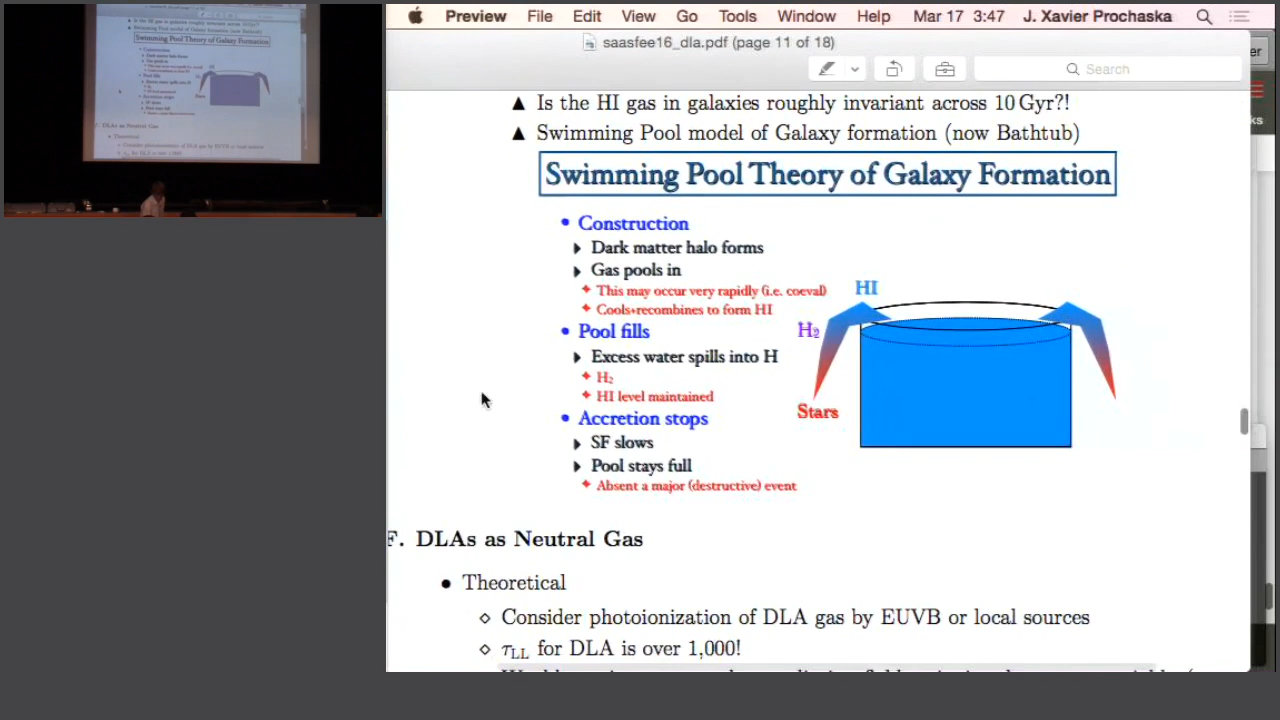 Preview File Edit View Go Tools Window Help Mar 17 3:47 J. Xavier Prochaska
saasfee16_dla.pdf (page 11 of 18)
Search
▲ Is the HI gas in galaxies roughly invariant across 10 Gyr?!
▲ Swimming Pool model of Galaxy formation (now Bathtub)
Swimming Pool Theory of Galaxy Formation
• Construction
Dark matter halo forms
Gas pools in
This may occur very rapidly (i.e. coeval)
Cools+recombines to form HI
• Pool fills
Excess water spills into H
H₂
HI level maintained
• Accretion stops
SF slows
Pool stays full
Absent a major (destructive) event
HI
H₂
Stars
F. DLAs as Neutral Gas
• Theoretical
⋄ Consider photoionization of DLA gas by EUVB or local sources
⋄ τLL for DLA is over 1,000!